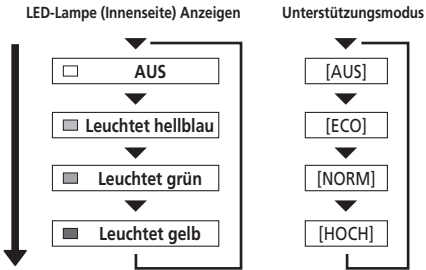 LED-Lampe (Innenseite) Anzeigen
Unterstützungsmodus
AUS
[AUS]
Leuchtet hellblau
[ECO]
Leuchtet grün
[NORM]
Leuchtet gelb
[HOCH]